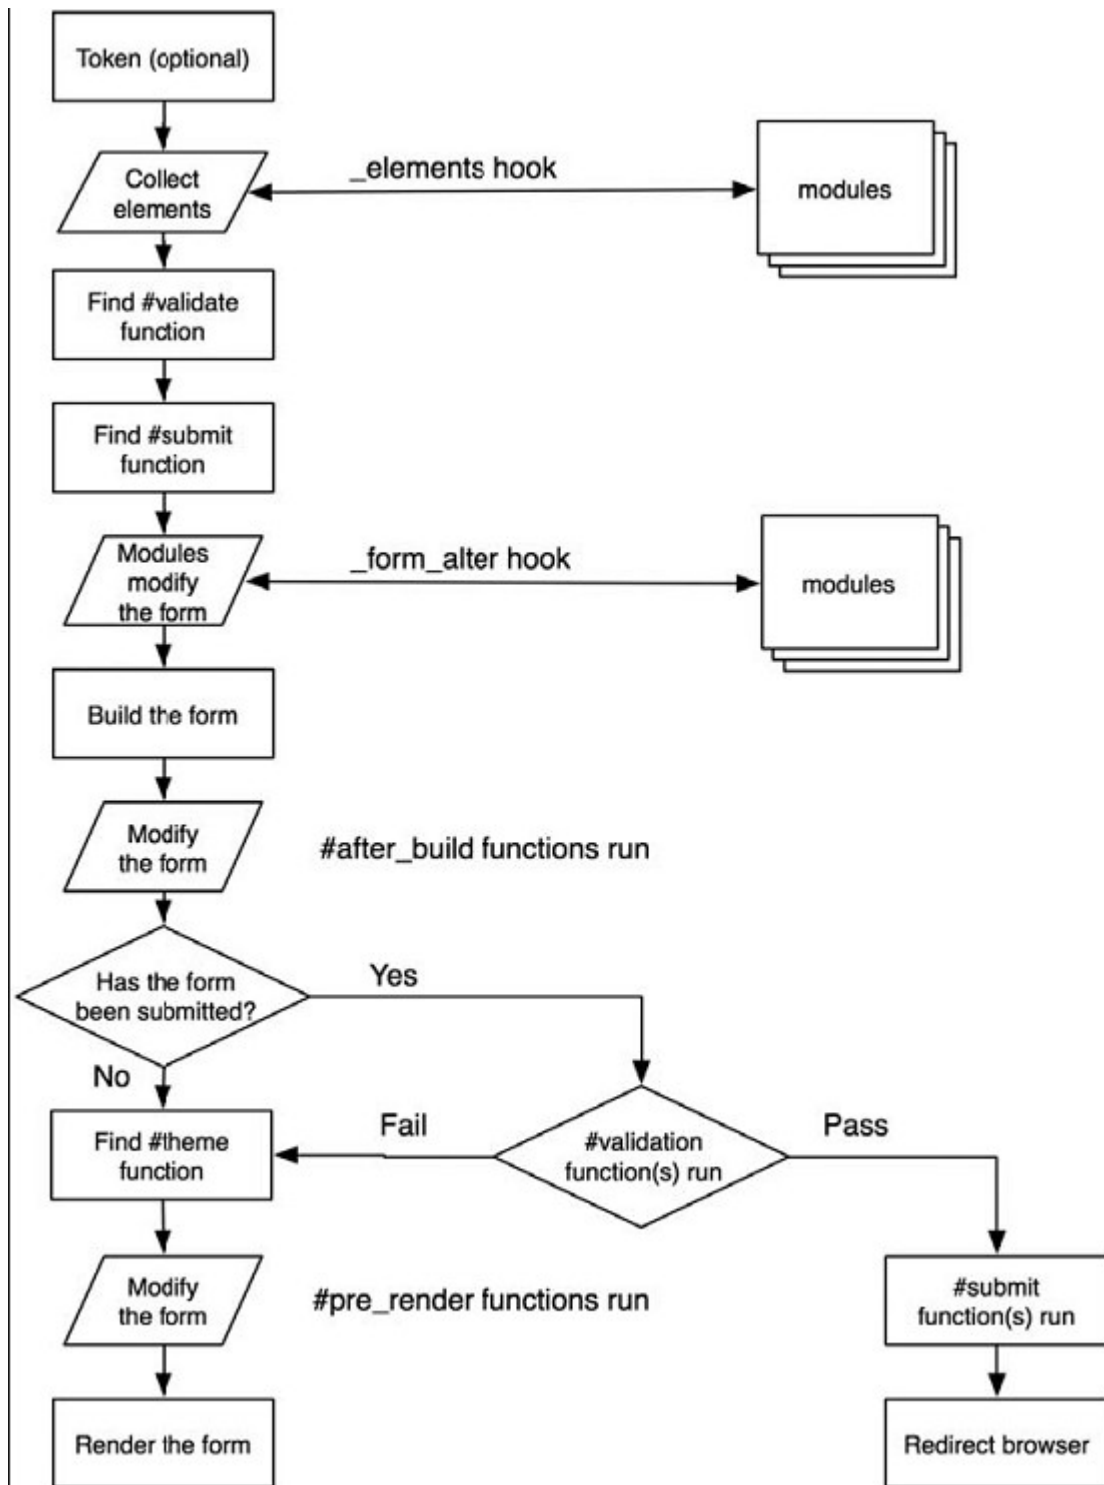 Token (optional)
Collect
elements
_elements hook
modules
Find #validate
function
Find #submit
function
Modules
modify
the form
_form_alter hook
modules
Build the form
Modify
the form
#after_build functions run
Has the form
been submitted?
Yes
No
Find #theme
function
Fail
#validation
function(s) run
Pass
Modify
the form
#pre_render functions run
#submit
function(s) run
Render the form
Redirect browser